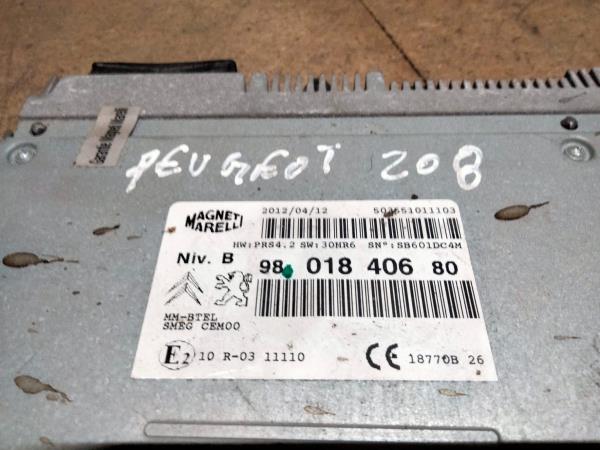 PEUGEOT 208
MAGNETI MARELLI
2012/04/12 503551011103
HW:PRS4.2 SW:30NR6 SN°:SB601DC4M
Niv. B 98 018 406 80
MM-BTEL
SMEG CEM00
E2 10 R-03 11110 CE 18770B 26